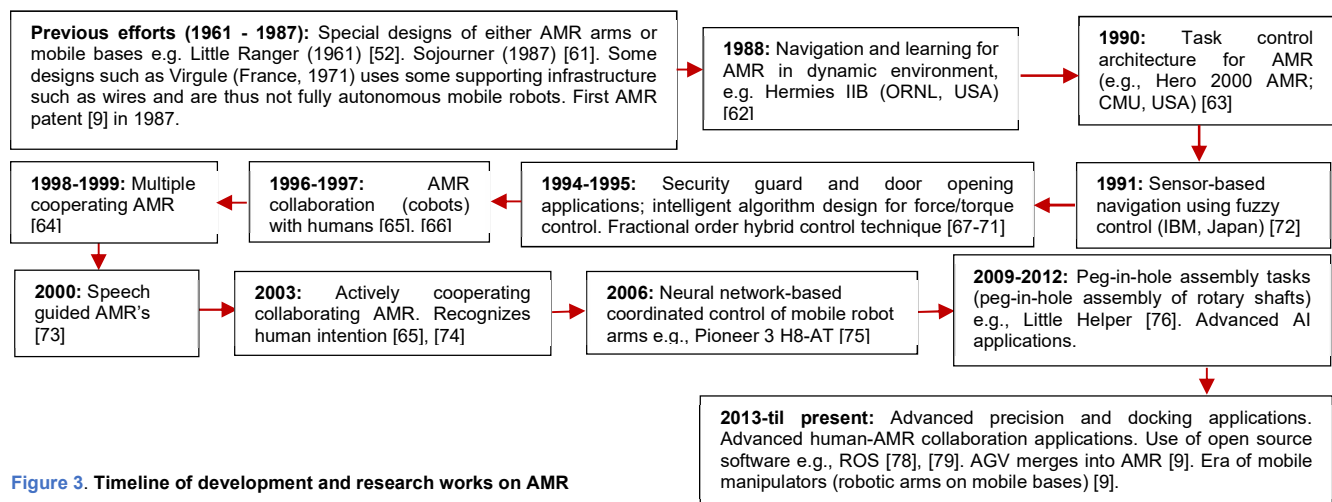 Previous efforts (1961 - 1987): Special designs of either AMR arms or
mobile bases e.g. Little Ranger (1961) [52]. Sojourner (1987) [61]. Some
designs such as Virgule (France, 1971) uses some supporting infrastructure
such as wires and are thus not fully autonomous mobile robots. First AMR
patent [9] in 1987.
1988: Navigation and learning for
AMR in dynamic environment,
e.g. Hermies IIB (ORNL, USA)
[62]
1990: Task control
architecture for AMR
(e.g., Hero 2000 AMR;
CMU, USA) [63]
1991: Sensor-based
navigation using fuzzy
control (IBM, Japan) [72]
1994-1995: Security guard and door opening
applications; intelligent algorithm design for force/torque
control. Fractional order hybrid control technique [67-71]
1996-1997: AMR
collaboration (cobots)
with humans [65], [66]
1998-1999: Multiple
cooperating AMR
[64]
2000: Speech
guided AMR's
[73]
2003: Actively cooperating
collaborating AMR. Recognizes
human intention [65], [74]
2006: Neural network-based
coordinated control of mobile robot
arms e.g., Pioneer 3 H8-AT [75]
2009-2012: Peg-in-hole assembly tasks
(peg-in-hole assembly of rotary shafts)
e.g., Little Helper [76]. Advanced AI
applications.
2013-til present: Advanced precision and docking applications.
Advanced human-AMR collaboration applications. Use of open source
software e.g., ROS [78], [79]. AGV merges into AMR [9]. Era of mobile
manipulators (robotic arms on mobile bases) [9].
Figure 3. Timeline of development and research works on AMR